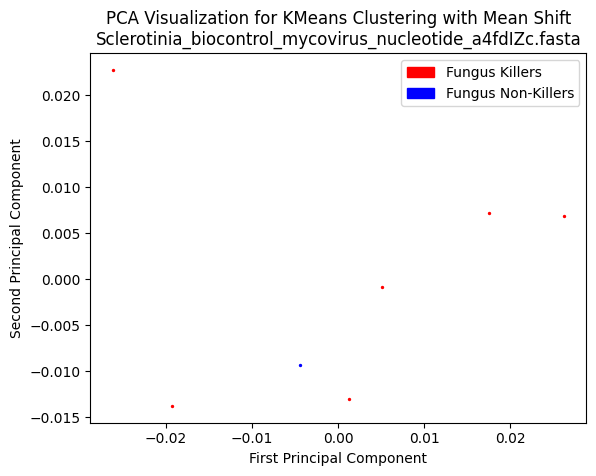 PCA Visualization for KMeans Clustering with Mean Shift
Sclerotinia_biocontrol_mycovirus_nucleotide_a4fdIZc.fasta
Fungus Killers
Fungus Non-Killers
Second Principal Component
0.020
0.015
0.010
0.005
0.000
−0.005
−0.010
−0.015
−0.02
−0.01
0.00
0.01
0.02
First Principal Component